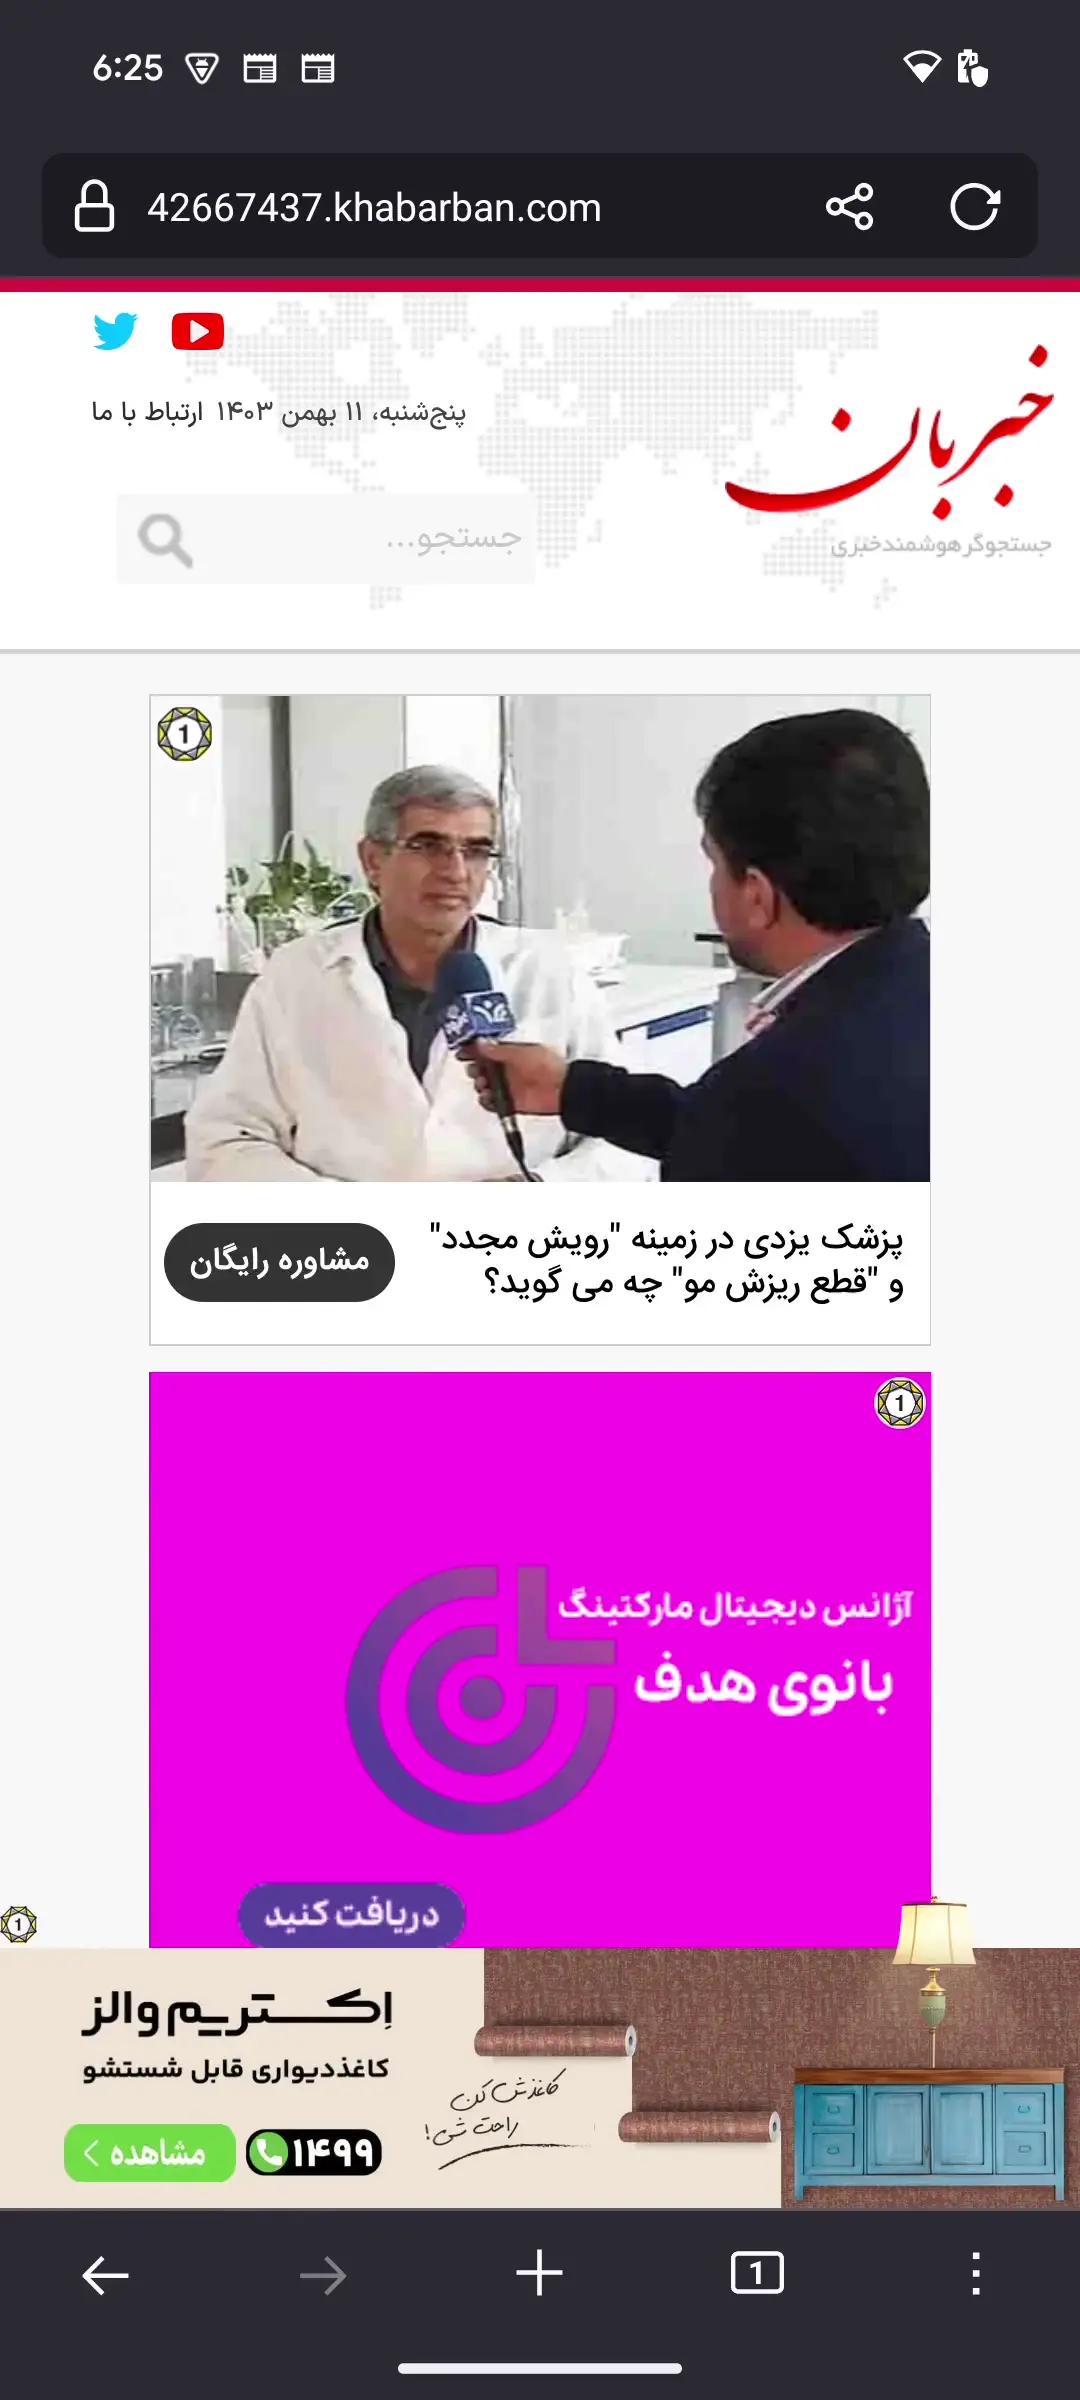 6:25
42667437.khabarban.com
خبربان
جستجوگر هوشمند خبری
پنج‌شنبه، ۱۱ بهمن ۱۴۰۳ ارتباط با ما
جستجو...
1
پزشک یزدی در زمینه "رویش مجدد"
و "قطع ریزش مو" چه می گوید؟
مشاوره رایگان
1
آژانس دیجیتال مارکتینگ
بانوی هدف
دریافت کنید
1
اکستریم والز
کاغذدیواری قابل شستشو
کاغذش کن
راحت شی!
۱۴۹۹
مشاهده >
1